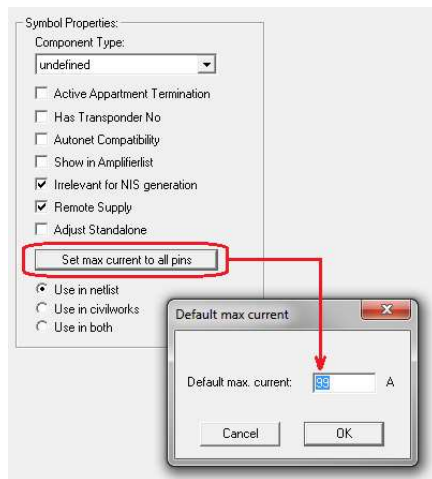 Symbol Properties:
Component Type:
undefined
Active Appartment Termination
Has Transponder No
Autonet Compatibility
Show in Amplifierlist
Irrelevant for NIS generation
Remote Supply
Adjust Standalone
Set max current to all pins
Use in netlist
Use in civilworks
Use in both
Default max current
Default max. current: 99 A
Cancel OK